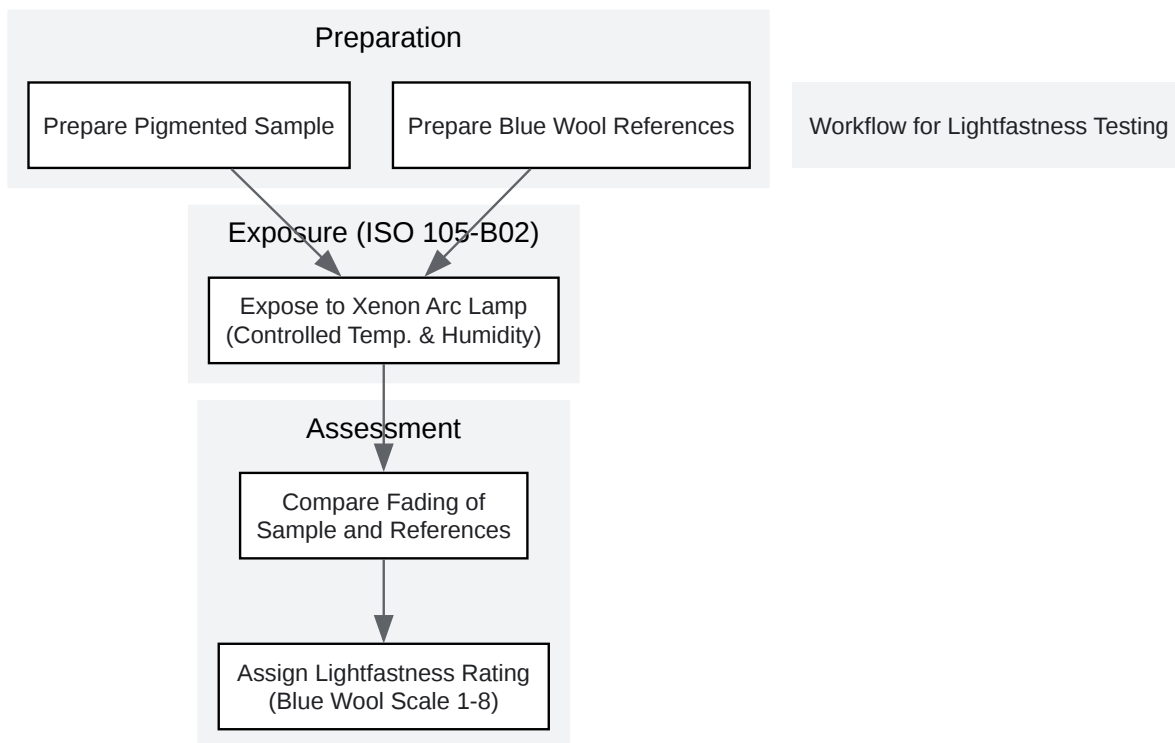 Preparation
Prepare Pigmented Sample
Prepare Blue Wool References
Workflow for Lightfastness Testing
Exposure (ISO 105-B02)
Expose to Xenon Arc Lamp
(Controlled Temp. & Humidity)
Assessment
Compare Fading of
Sample and References
Assign Lightfastness Rating
(Blue Wool Scale 1-8)